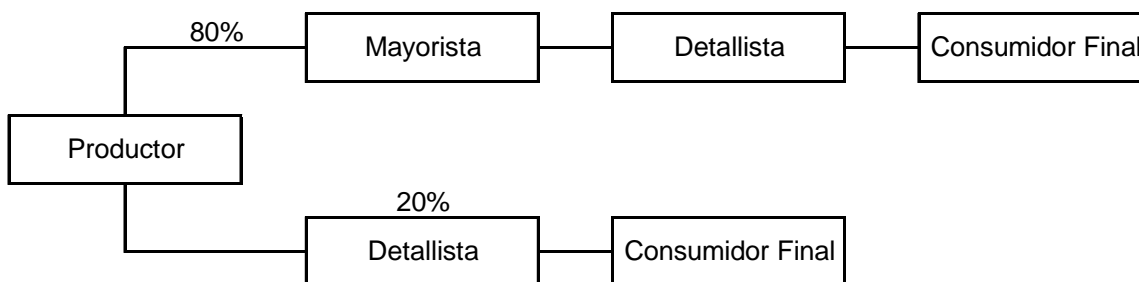 80%
Mayorista
Detallista
Consumidor Final
Productor
20%
Detallista
Consumidor Final